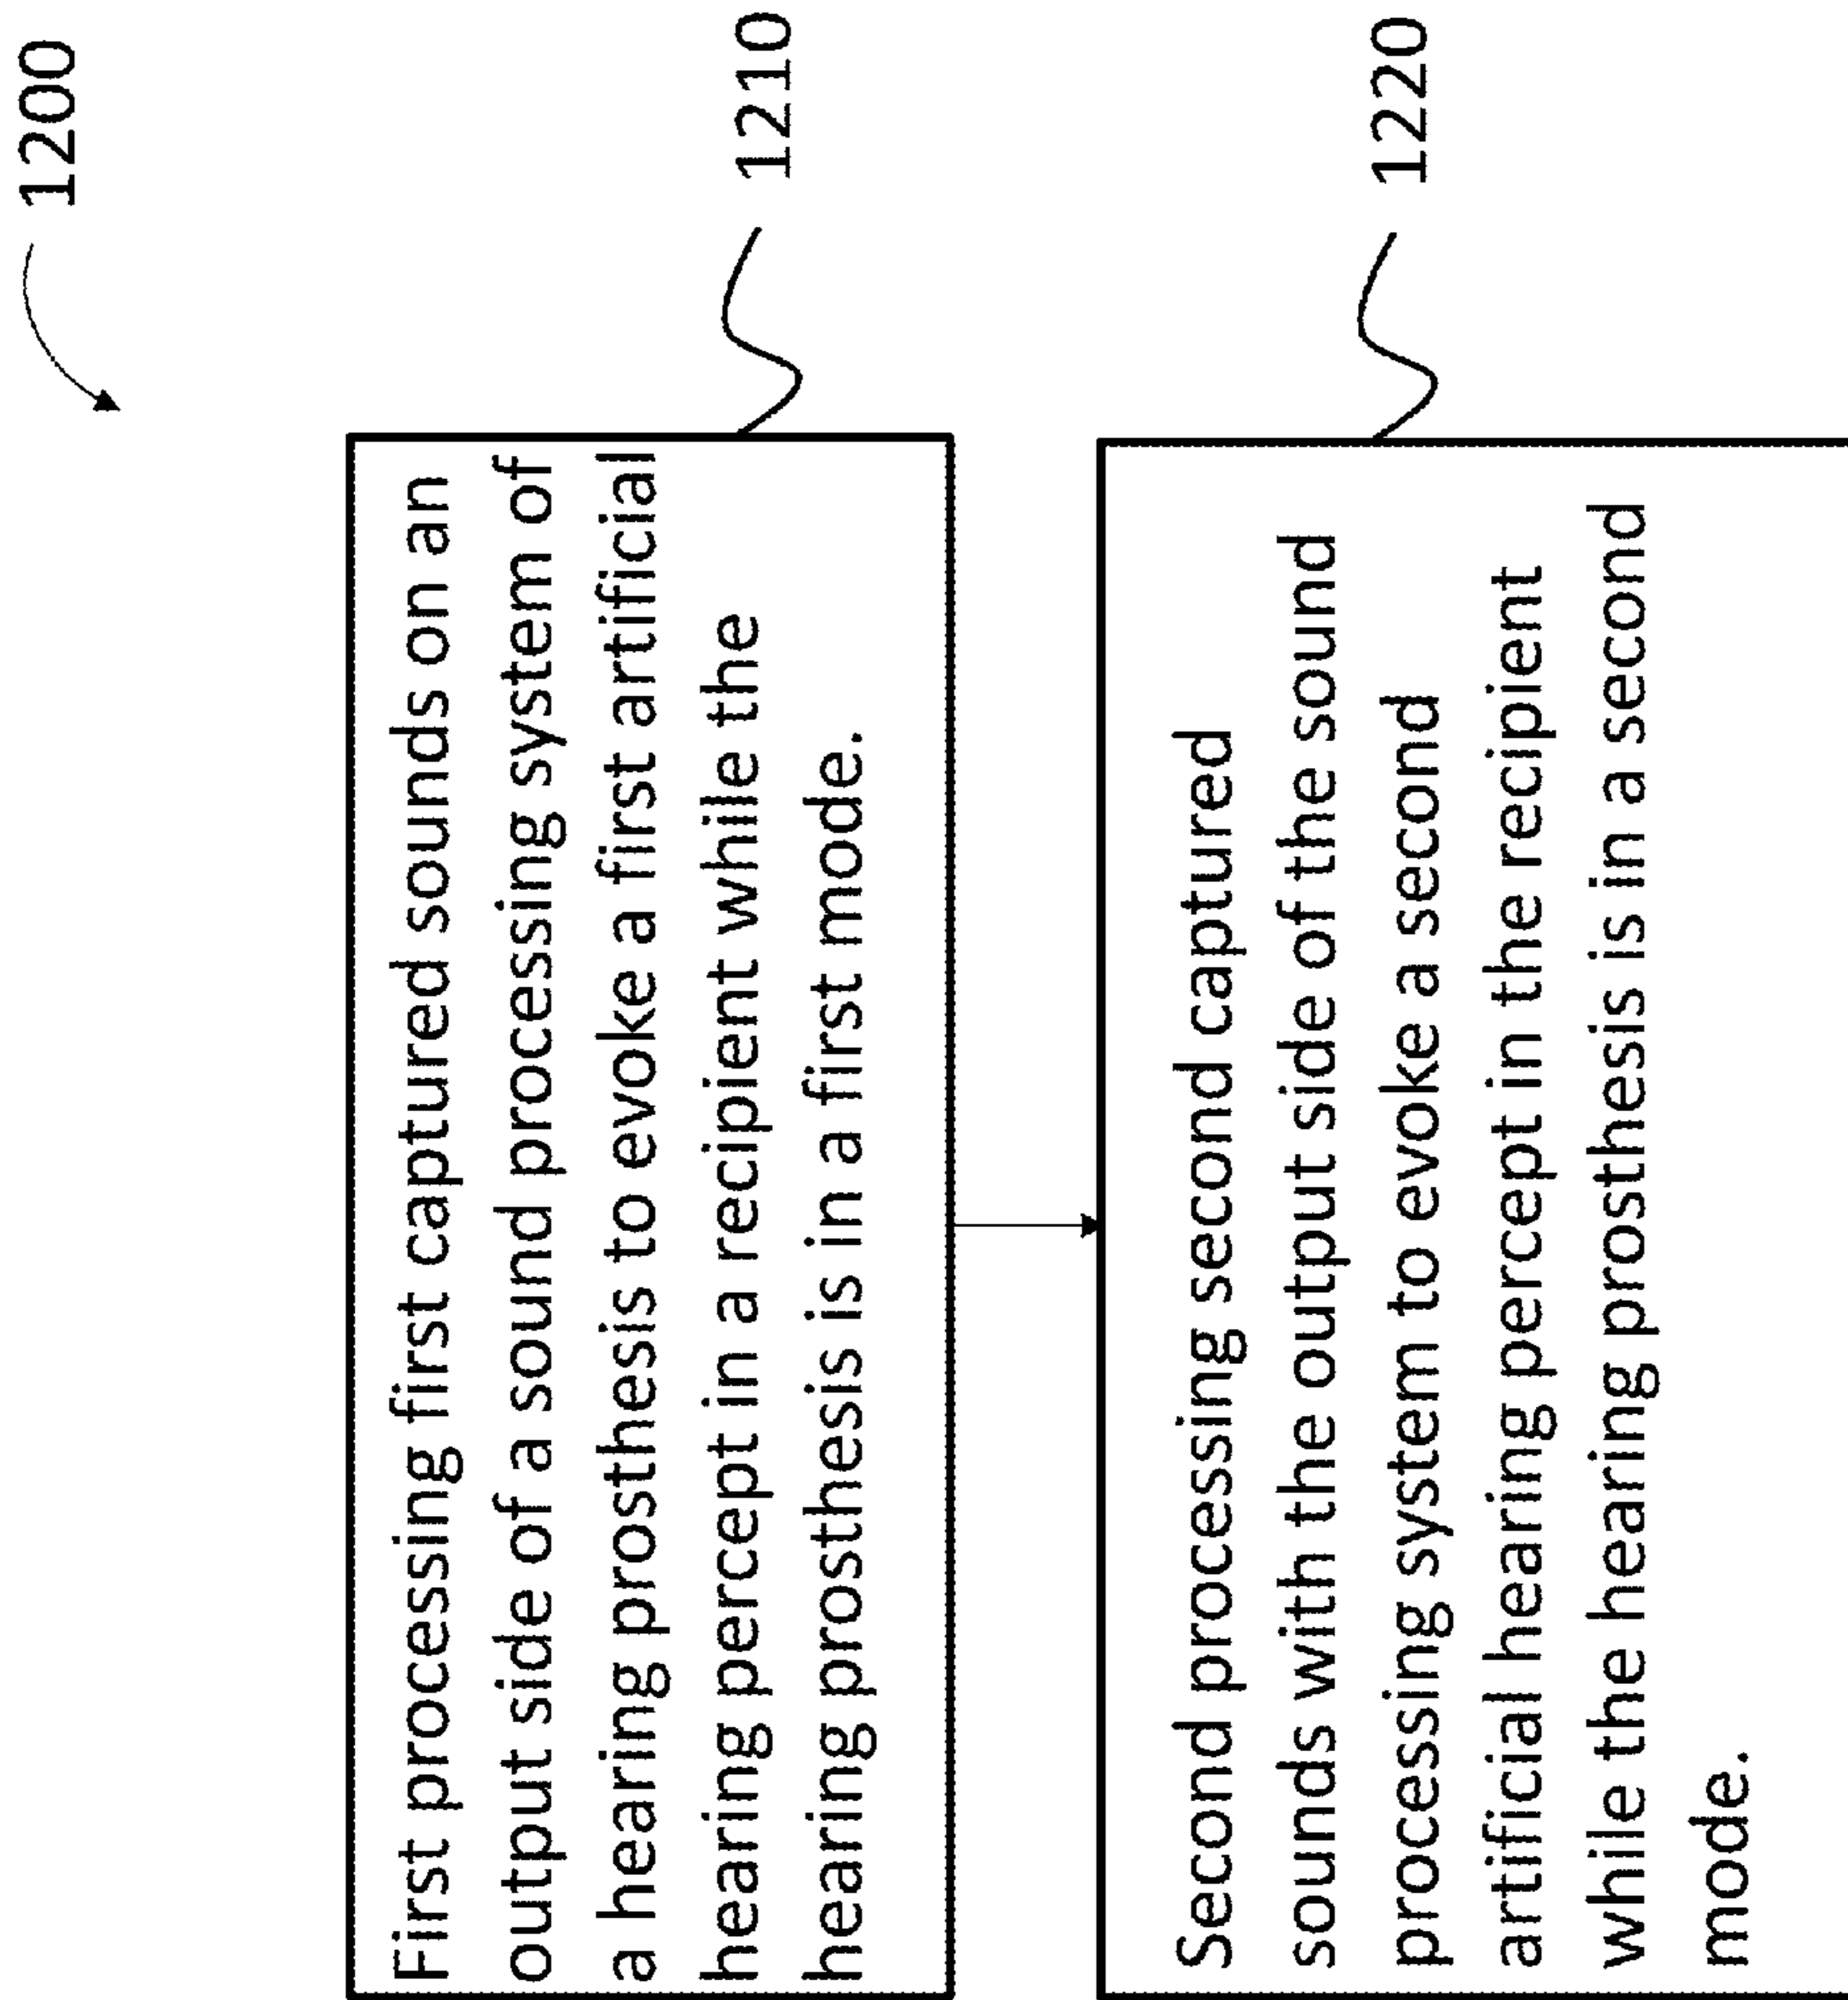 1200
First processing first captured sounds on an
output side of a sound processing system of
a hearing prosthesis to evoke a first artificial
hearing percept in a recipient while the
hearing prosthesis is in a first mode.
1210
Second processing second captured
sounds with the output side of the sound
processing system to evoke a second
artificial hearing percept in the recipient
while the hearing prosthesis is in a second
mode.
1220